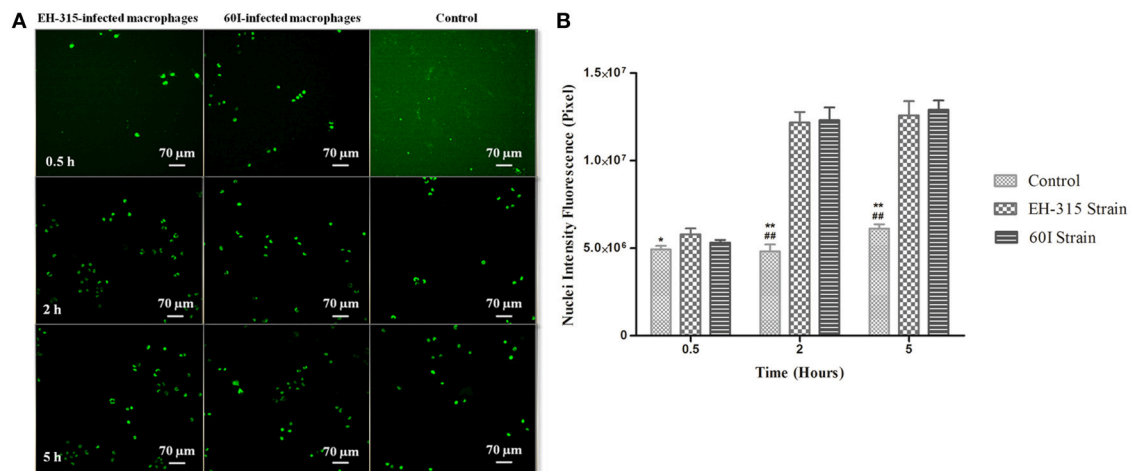 A
EH-315-infected macrophages 60I-infected macrophages Control
0.5 h 70 μm 70 μm 70 μm
2 h 70 μm 70 μm 70 μm
5 h 70 μm 70 μm 70 μm
B
Nuclei Intensity Fluorescence (Pixel)
1.5×10⁷
1.0×10⁷
5.0×10⁶
0
*
**
##
**
##
0.5 2 5
Time (Hours)
Control
EH-315 Strain
60I Strain